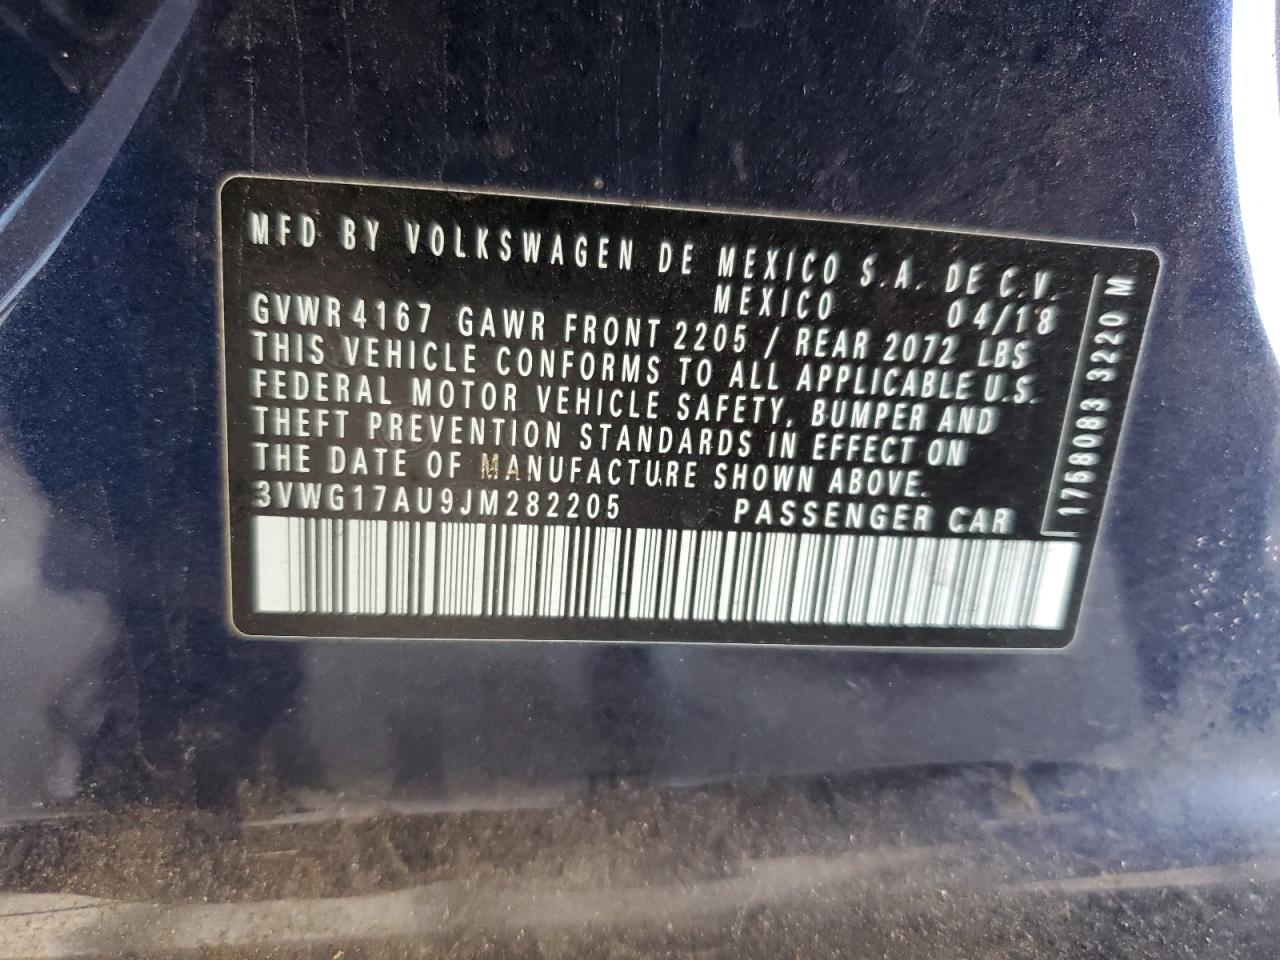 MFD BY VOLKSWAGEN DE MEXICO S.A. DE C.V.
MEXICO 04/18
GVWR 4167 GAWR FRONT 2205 / REAR 2072 LBS
THIS VEHICLE CONFORMS TO ALL APPLICABLE U.S.
FEDERAL MOTOR VEHICLE SAFETY, BUMPER AND
THEFT PREVENTION STANDARDS IN EFFECT ON
THE DATE OF MANUFACTURE SHOWN ABOVE.
3VWG17AU9JM282205 PASSENGER CAR
1758083 3220 M